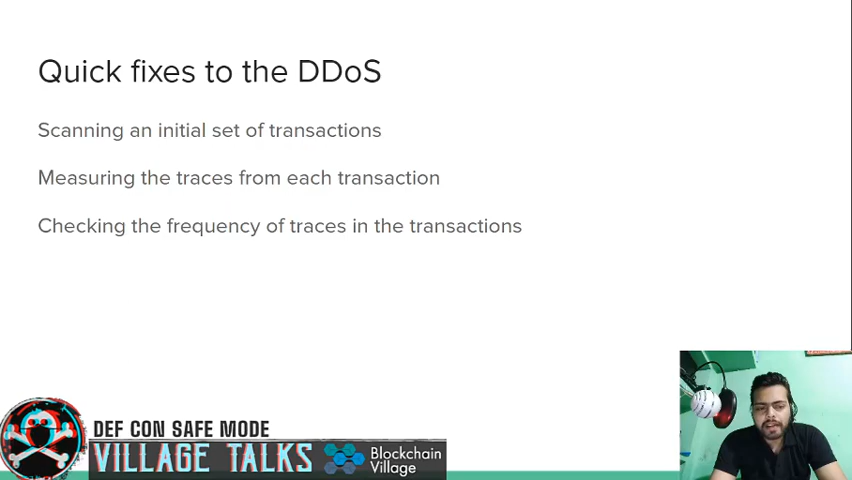 Quick fixes to the DDoS
Scanning an initial set of transactions
Measuring the traces from each transaction
Checking the frequency of traces in the transactions
DEF CON SAFE MODE
VILLAGE TALKS
Blockchain
Village